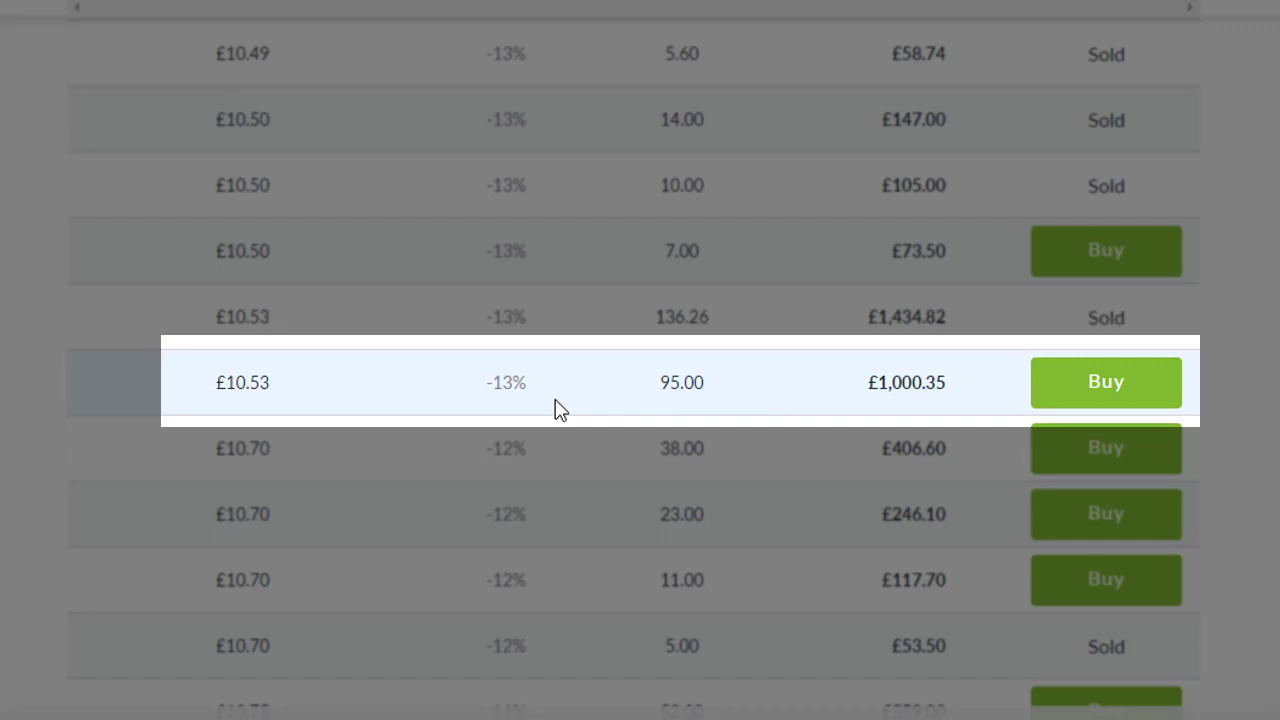 £10.49 -13% 5.60 £58.74 Sold
£10.50 -13% 14.00 £147.00 Sold
£10.50 -13% 10.00 £105.00 Sold
£10.50 -13% 7.00 £73.50 Buy
£10.53 -13% 136.26 £1,434.82 Sold
£10.53 -13% 95.00 £1,000.35 Buy
£10.70 -12% 38.00 £406.60 Buy
£10.70 -12% 23.00 £246.10 Buy
£10.70 -12% 11.00 £117.70 Buy
£10.70 -12% 5.00 £53.50 Sold